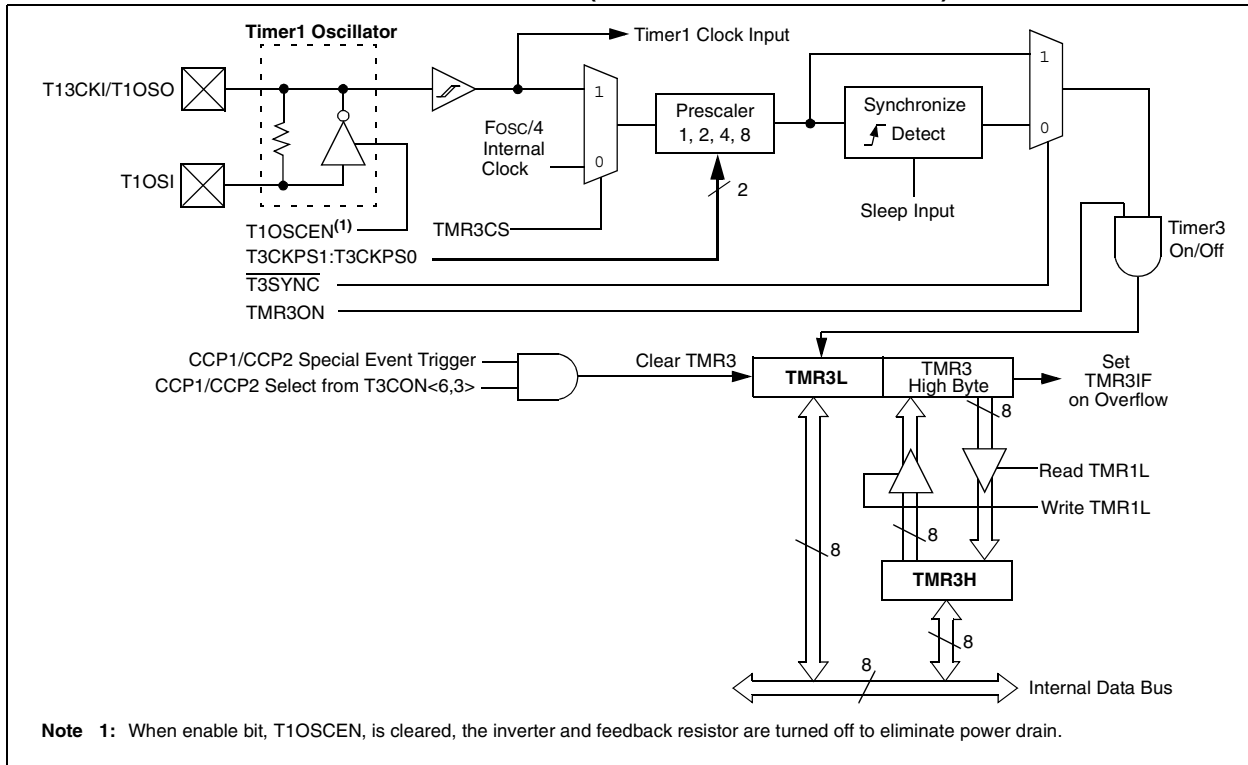 Timer1 Oscillator
T13CKI/T1OSO
T1OSI
Timer1 Clock Input
1
0
FOSC/4
Internal
Clock
Prescaler
1, 2, 4, 8
2
Synchronize
Detect
Sleep Input
1
0
T1OSCEN(1)
TMR3CS
T3CKPS1:T3CKPS0
T3SYNC
TMR3ON
Timer3
On/Off
CCP1/CCP2 Special Event Trigger
CCP1/CCP2 Select from T3CON<6,3>
Clear TMR3
TMR3L
TMR3
High Byte
Set
TMR3IF
on Overflow
8
Read TMR1L
Write TMR1L
8
8
TMR3H
8
8
Internal Data Bus
Note 1: When enable bit, T1OSCEN, is cleared, the inverter and feedback resistor are turned off to eliminate power drain.